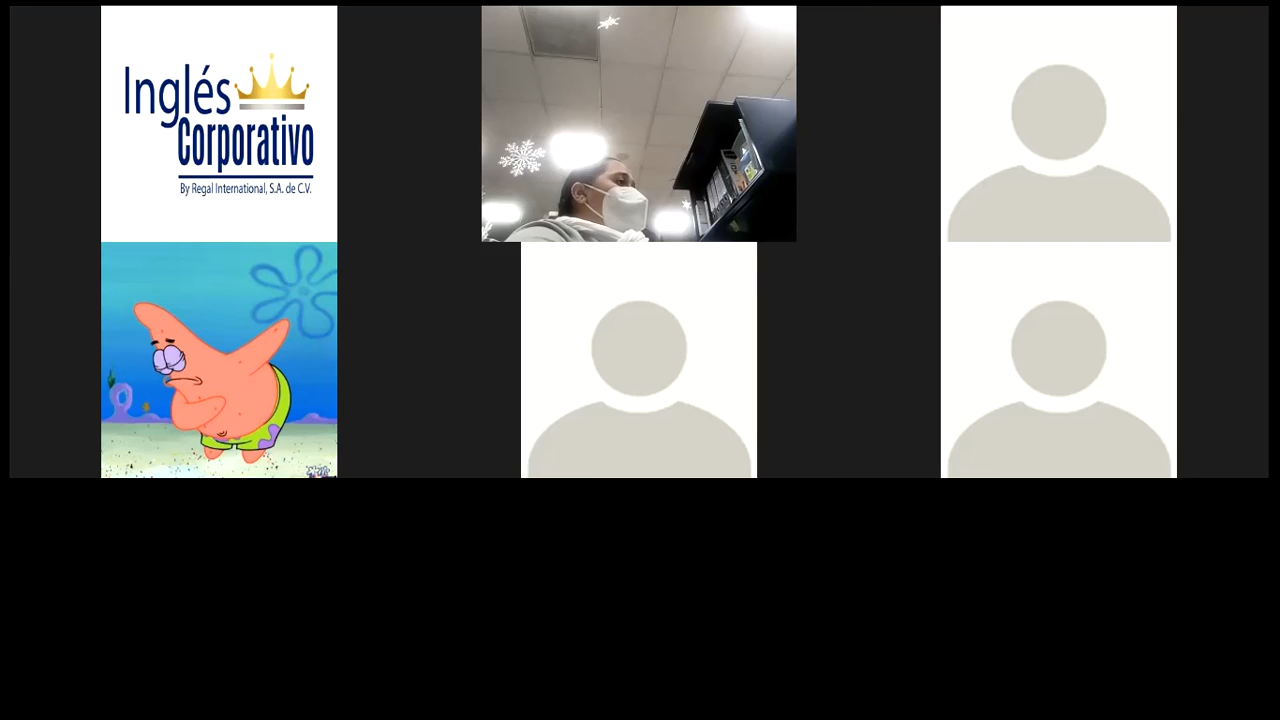 Inglés
Corporativo
By Regal International, S.A. de C.V.